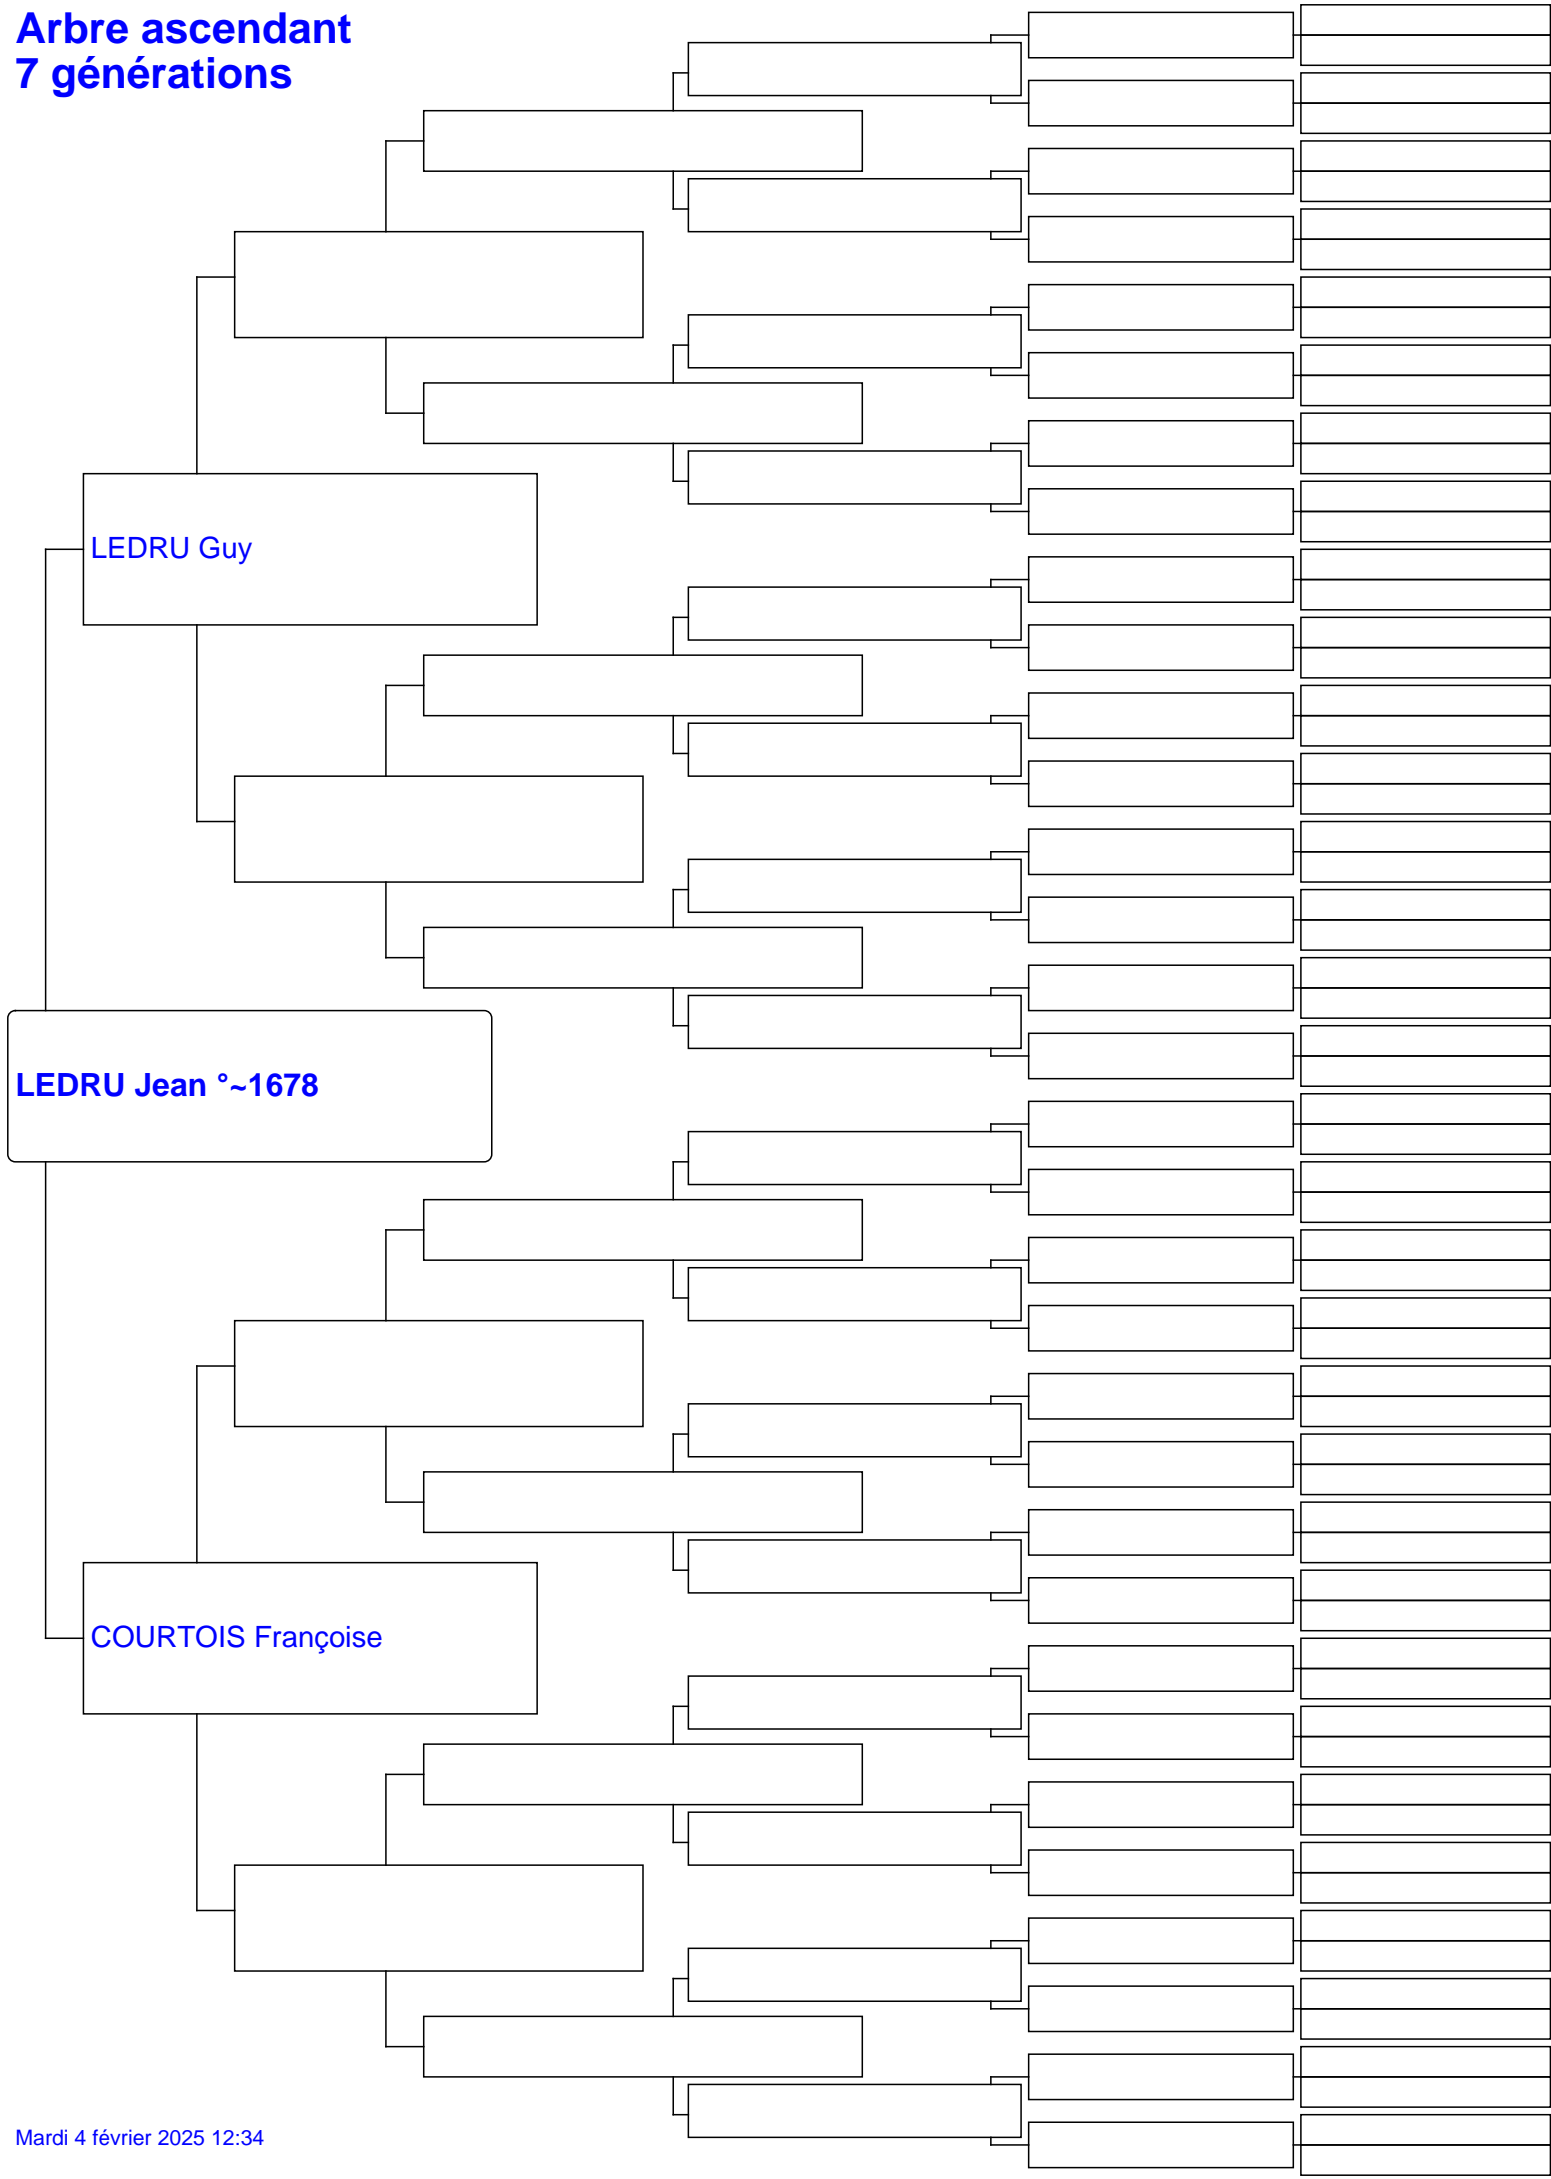 Arbre ascendant
7 générations
LEDRU Guy
LEDRU Jean °~1678
COURTOIS Françoise
Mardi 4 février 2025 12:34